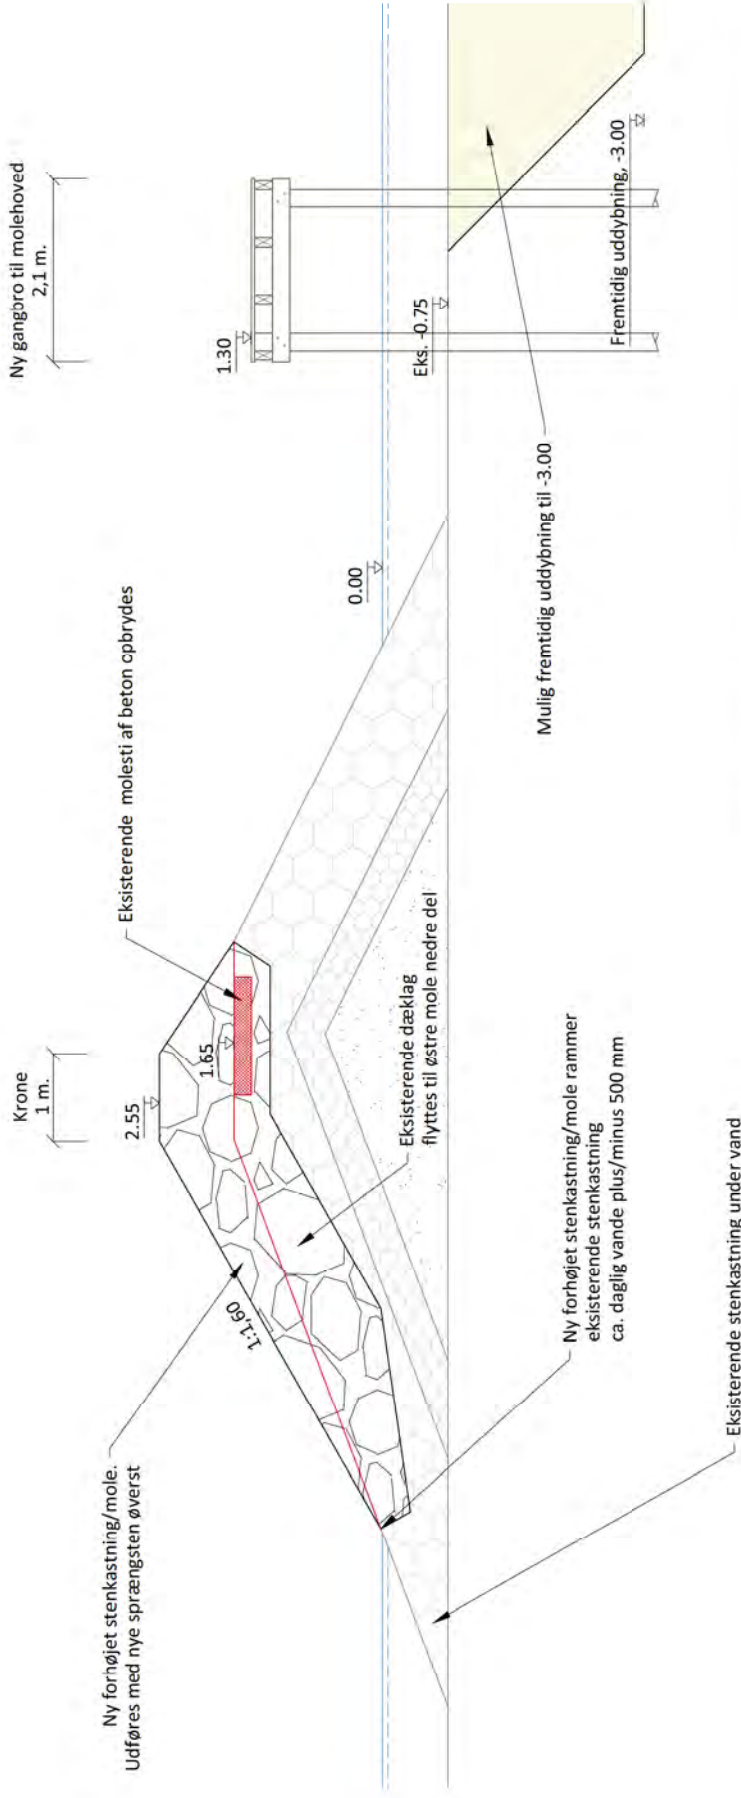 Ny forhøjet stenkastning/mole.
Udføres med nye sprængsten øverst
1:1,60
Krone
1 m.
2.55
1.65
Eksisterende molesti af beton opbrydes
Ny gangbro til molehoved
2,1 m.
1.30
0.00
Eks. -0.75
Fremtidig uddybning, -3.00
Mulig fremtidig uddybning til -3.00
Eksisterende dæklag
flyttes til østre mole nedre del
Ny forhøjet stenkastning/mole rammer
eksisterende stenkastning
ca. daglig vande plus/minus 500 mm
Eksisterende stenkastning under vand